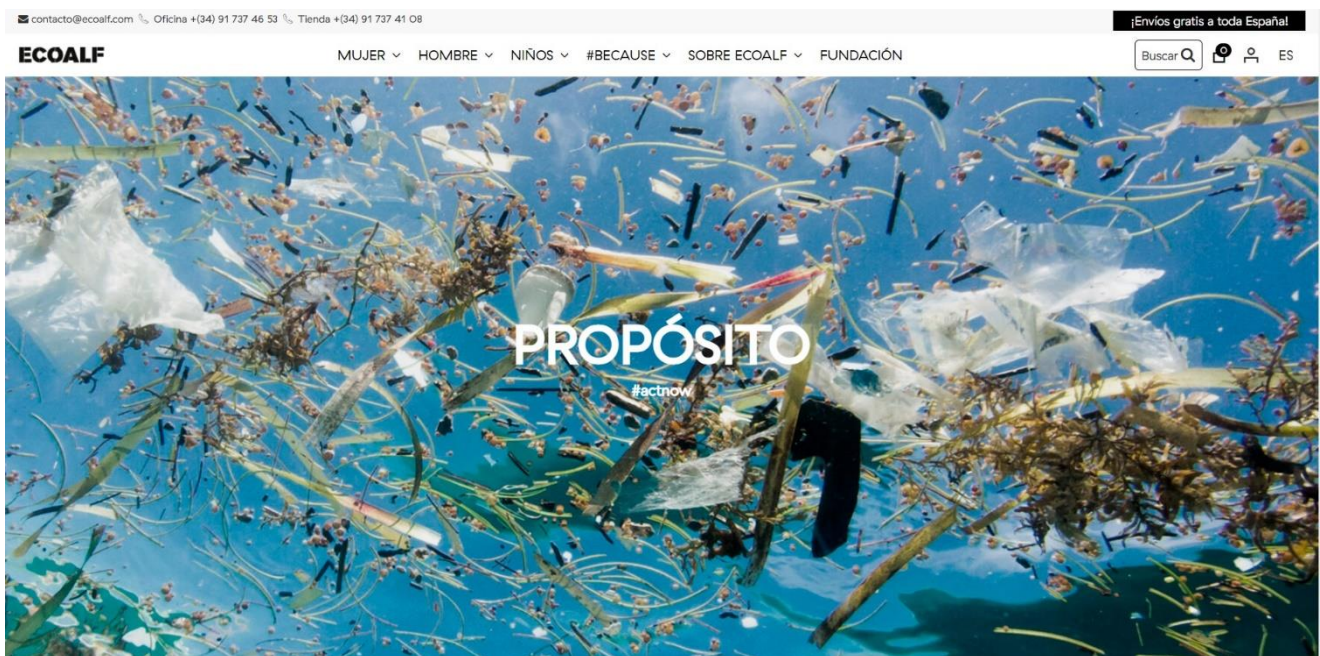 contacto@ecoalf.com Oficina +(34) 91 737 46 53 Tienda +(34) 91 737 41 08
¡Envíos gratis a toda España!
ECOALF
MUJER HOMBRE NIÑOS #BECAUSE SOBRE ECOALF FUNDACIÓN
Buscar
0
ES
PROPÓSITO
#actnow